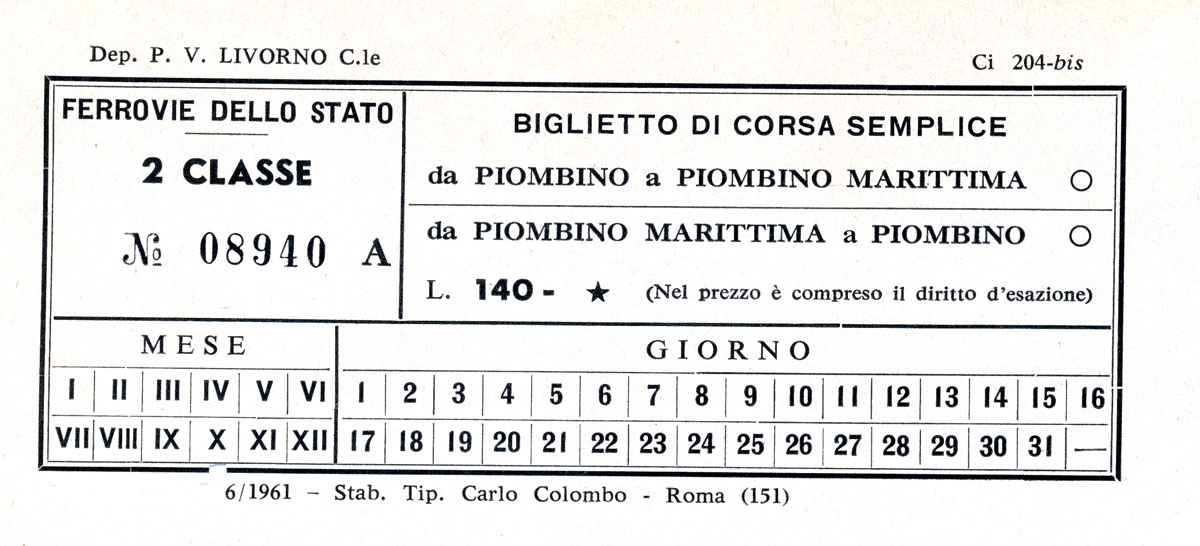 Dep. P. V. LIVORNO C.le
Ci 204-bis
FERROVIE DELLO STATO
2 CLASSE
№ 08940 A
BIGLIETTO DI CORSA SEMPLICE
da PIOMBINO a PIOMBINO MARITTIMA
da PIOMBINO MARITTIMA a PIOMBINO
L. 140 - ★ (Nel prezzo è compreso il diritto d'esazione)
MESE
I II III IV V VI
VII VIII IX X XI XII
GIORNO
1 2 3 4 5 6 7 8 9 10 11 12 13 14 15 16
17 18 19 20 21 22 23 24 25 26 27 28 29 30 31 —
6/1961 – Stab. Tip. Carlo Colombo - Roma (151)